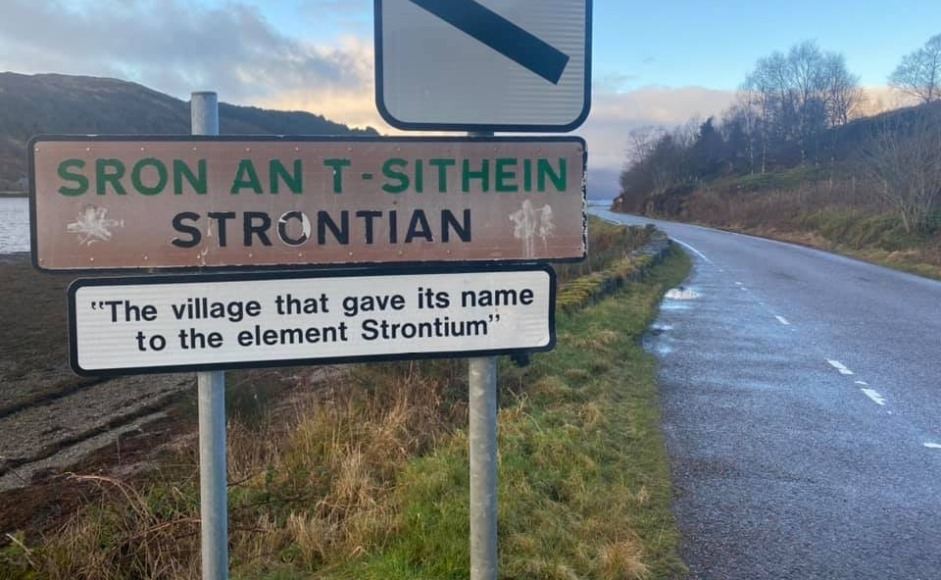 SRON AN T-SITHEIN
STRONTIAN
"The village that gave its name
to the element Strontium"